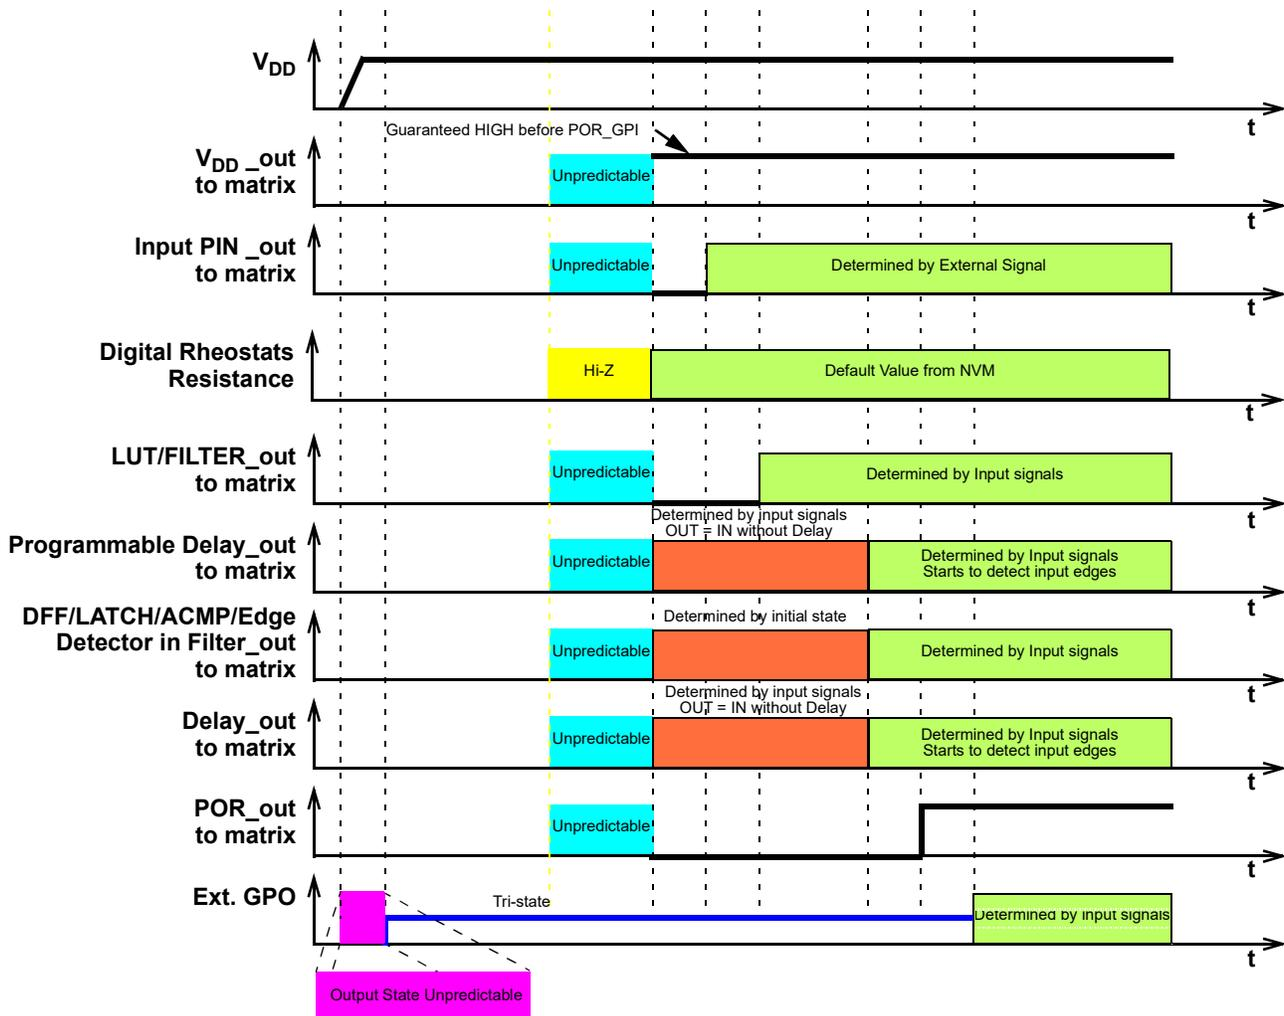 VDD
t
Guaranteed HIGH before POR_GPI
VDD _out
to matrix
Unpredictable
t
Input PIN _out
to matrix
Unpredictable
Determined by External Signal
t
Digital Rheostats
Resistance
Hi-Z
Default Value from NVM
t
LUT/FILTER_out
to matrix
Unpredictable
Determined by Input signals
t
Determined by input signals
OUT = IN without Delay
Programmable Delay_out
to matrix
Unpredictable
Determined by Input signals
Starts to detect input edges
t
DFF/LATCH/ACMP/Edge
Detector in Filter_out
to matrix
Determined by initial state
Unpredictable
Determined by Input signals
t
Determined by input signals
OUT = IN without Delay
Delay_out
to matrix
Unpredictable
Determined by Input signals
Starts to detect input edges
t
POR_out
to matrix
Unpredictable
t
Ext. GPO
Tri-state
Determined by input signals
t
Output State Unpredictable